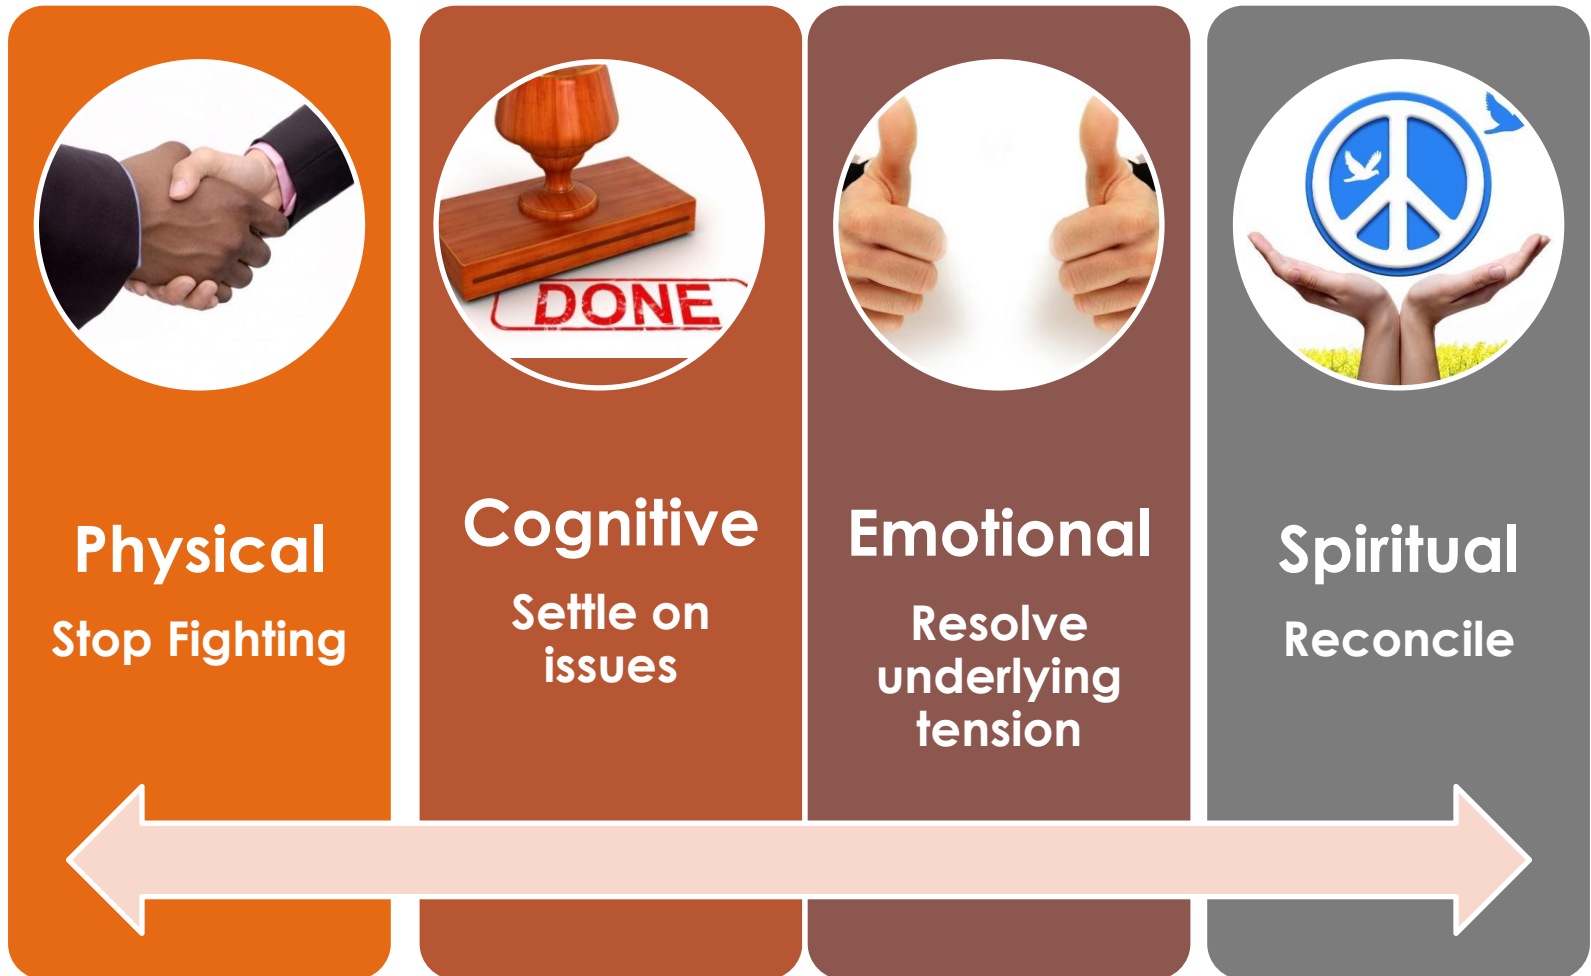 DONE
Physical
Stop Fighting
Cognitive
Settle on
issues
Emotional
Resolve
underlying
tension
Spiritual
Reconcile